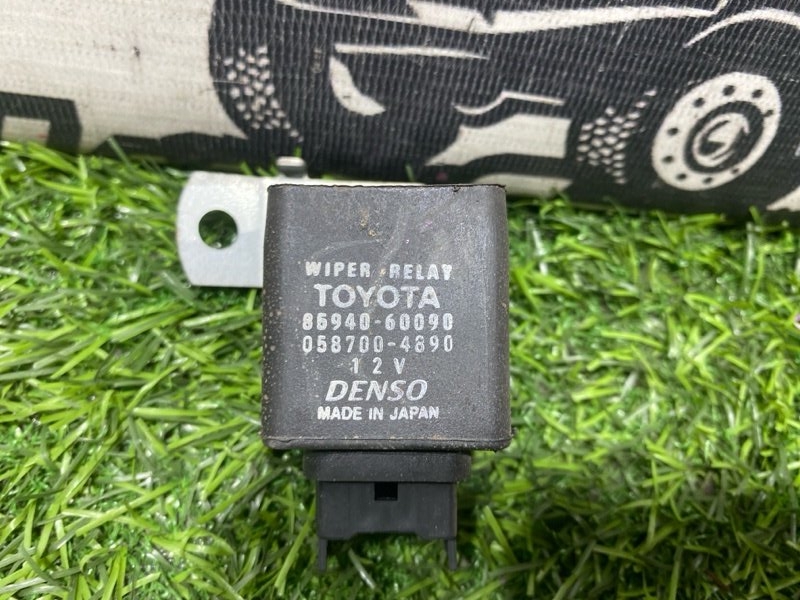 WIPER RELAY
TOYOTA
85940-60090
058700-4890
12V
DENSO
MADE IN JAPAN